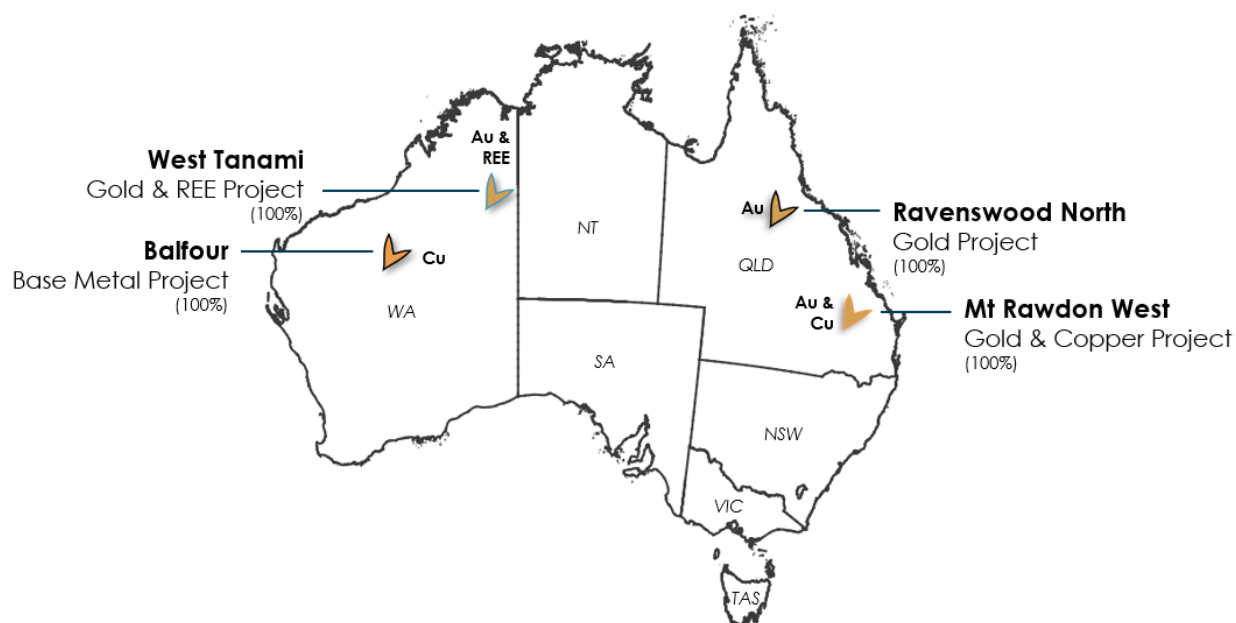 Au &
REE
West Tanami
Gold & REE Project
(100%)
Balfour
Base Metal Project
(100%)
Cu
WA
NT
SA
Au
QLD
Ravenswood North
Gold Project
(100%)
Au &
Cu
Mt Rawdon West
Gold & Copper Project
(100%)
NSW
VIC
TAS